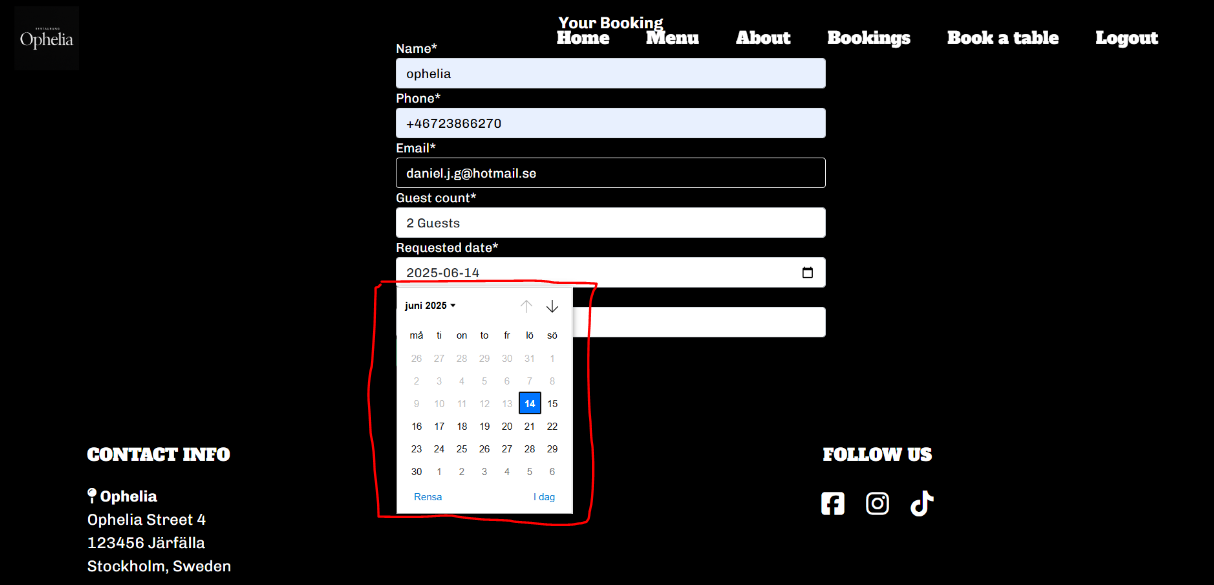 Ophelia
Your Booking
Home Menu About Bookings Book a table Logout
Name*
ophelia
Phone*
+46723866270
Email*
daniel.j.g@hotmail.se
Guest count*
2 Guests
Requested date*
2025-06-14
juni 2025
må ti on to fr lö sö
26 27 28 29 30 31 1
2 3 4 5 6 7 8
9 10 11 12 13 14 15
16 17 18 19 20 21 22
23 24 25 26 27 28 29
30 1 2 3 4 5 6
Rensa I dag
CONTACT INFO
Ophelia
Ophelia Street 4
123456 Järfälla
Stockholm, Sweden
FOLLOW US